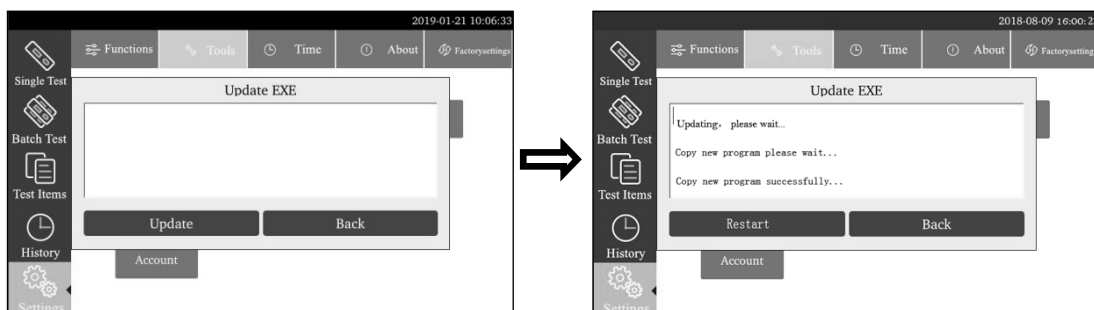 2019-01-21 10:06:33
Functions
Tools
Time
About
Factorysettings
Single Test
Update EXE
Batch Test
Test Items
Update
Back
History
Account
Settings
2018-08-09 16:00:2
Functions
Tools
Time
About
Factorysetting
Single Test
Update EXE
Updating, please wait...
Batch Test
Copy new program please wait...
Copy new program successfully...
Test Items
Restart
Back
History
Account
Settings